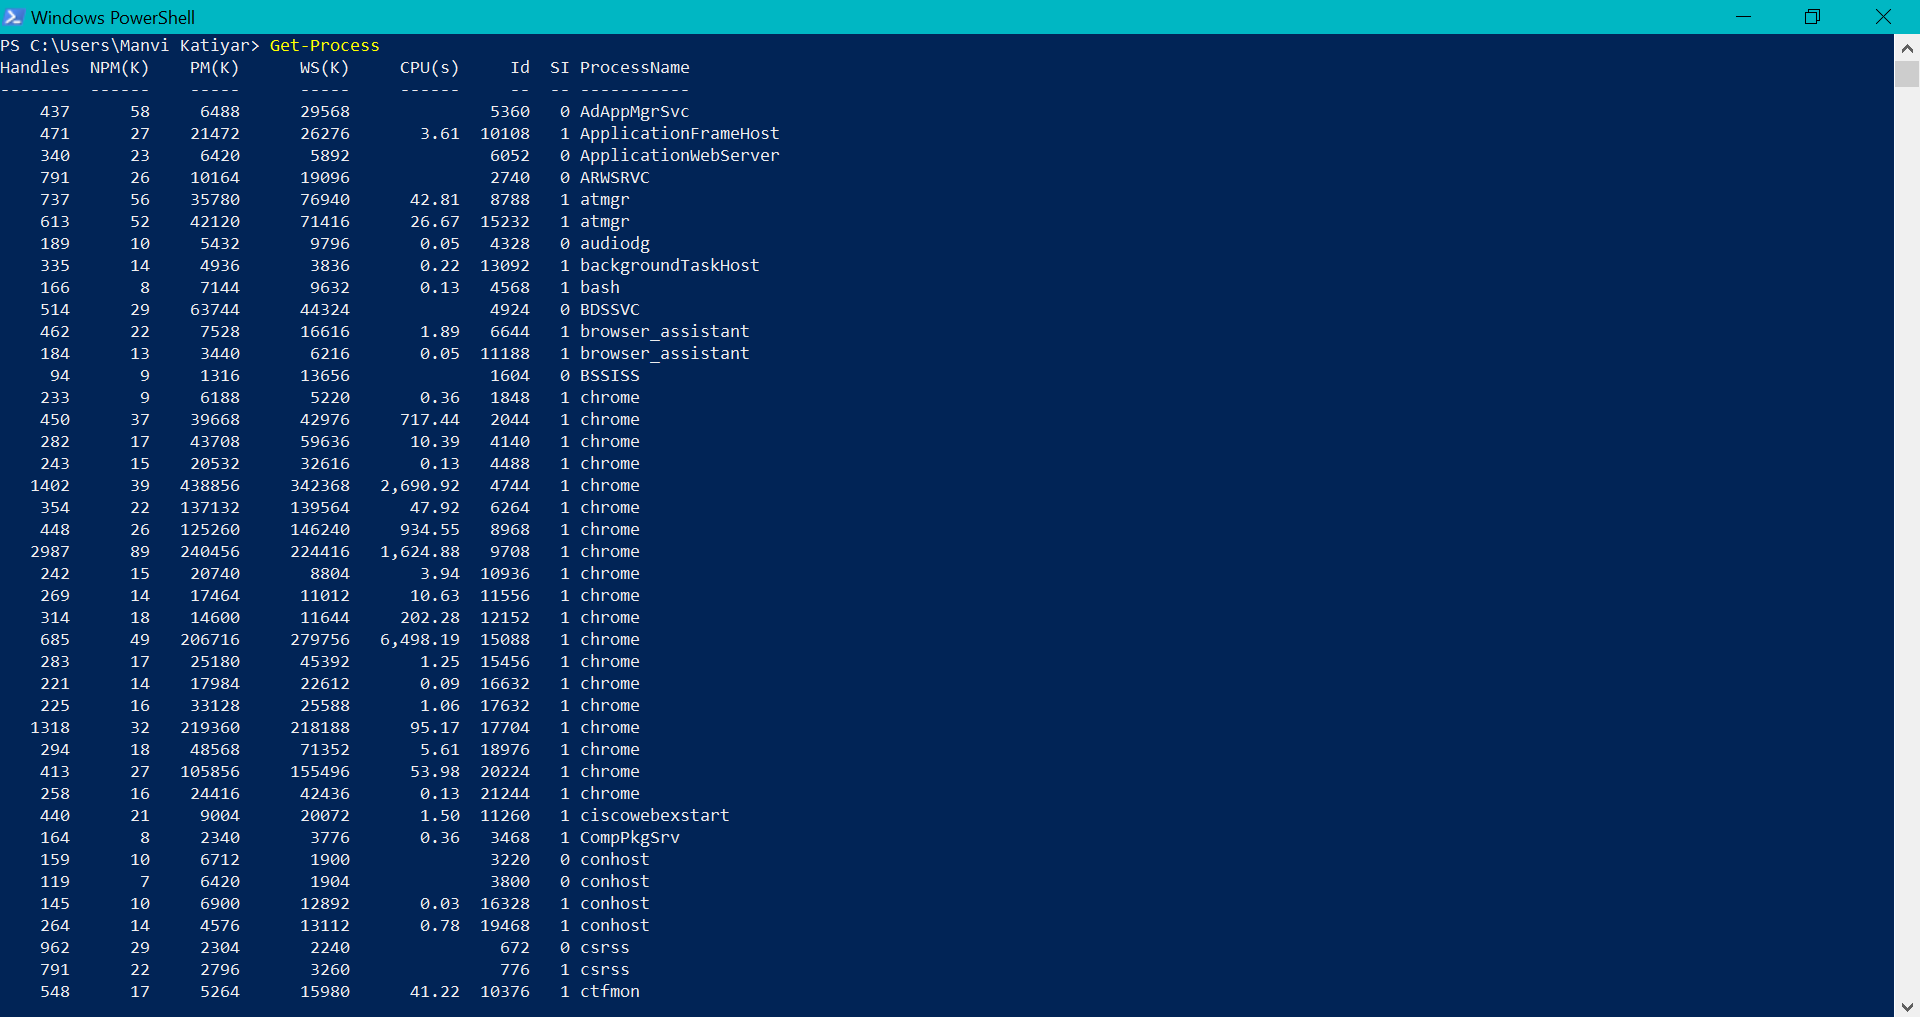 Windows PowerShell
PS C:\Users\Manvi Katiyar> Get-Process
Handles  NPM(K)    PM(K)      WS(K)     CPU(s)     Id  SI ProcessName
-------  ------    -----      -----     ------     --  -- -----------
    437      58     6488      29568              5360   0 AdAppMgrSvc
    471      27    21472      26276       3.61  10108   1 ApplicationFrameHost
    340      23     6420       5892              6052   0 ApplicationWebServer
    791      26    10164      19096              2740   0 ARWSRVC
    737      56    35780      76940      42.81   8788   1 atmgr
    613      52    42120      71416      26.67  15232   1 atmgr
    189      10     5432       9796       0.05   4328   0 audiodg
    335      14     4936       3836       0.22  13092   1 backgroundTaskHost
    166       8     7144       9632       0.13   4568   1 bash
    514      29    63744      44324              4924   0 BDSSVC
    462      22     7528      16616       1.89   6644   1 browser_assistant
    184      13     3440       6216       0.05  11188   1 browser_assistant
     94       9     1316      13656              1604   0 BSSISS
    233       9     6188       5220       0.36   1848   1 chrome
    450      37    39668      42976     717.44   2044   1 chrome
    282      17    43708      59636      10.39   4140   1 chrome
    243      15    20532      32616       0.13   4488   1 chrome
   1402      39   438856     342368   2,690.92   4744   1 chrome
    354      22   137132     139564      47.92   6264   1 chrome
    448      26   125260     146240     934.55   8968   1 chrome
   2987      89   240456     224416   1,624.88   9708   1 chrome
    242      15    20740       8804       3.94  10936   1 chrome
    269      14    17464      11012      10.63  11556   1 chrome
    314      18    14600      11644     202.28  12152   1 chrome
    685      49   206716     279756   6,498.19  15088   1 chrome
    283      17    25180      45392       1.25  15456   1 chrome
    221      14    17984      22612       0.09  16632   1 chrome
    225      16    33128      25588       1.06  17632   1 chrome
   1318      32   219360     218188      95.17  17704   1 chrome
    294      18    48568      71352       5.61  18976   1 chrome
    413      27   105856     155496      53.98  20224   1 chrome
    258      16    24416      42436       0.13  21244   1 chrome
    440      21     9004      20072       1.50  11260   1 ciscowebexstart
    164       8     2340       3776       0.36   3468   1 CompPkgSrv
    159      10     6712       1900              3220   0 conhost
    119       7     6420       1904              3800   0 conhost
    145      10     6900      12892       0.03  16328   1 conhost
    264      14     4576      13112       0.78  19468   1 conhost
    962      29     2304       2240               672   0 csrss
    791      22     2796       3260               776   1 csrss
    548      17     5264      15980      41.22  10376   1 ctfmon